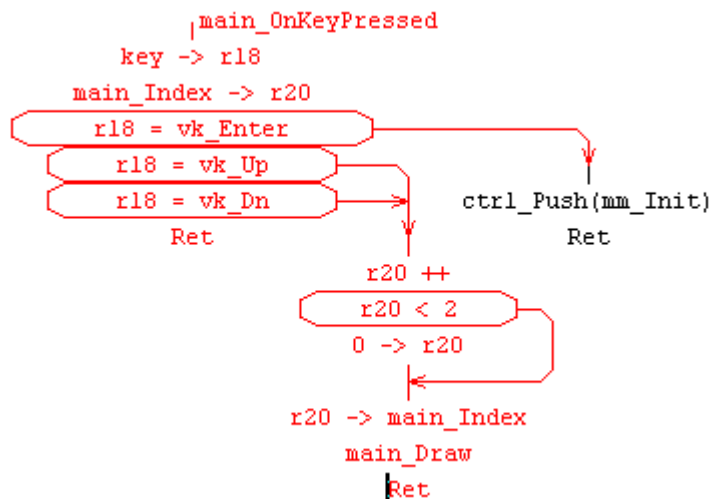 main_OnKeyPressed
key -> r18
main_Index -> r20
r18 = vk_Enter
r18 = vk_Up
r18 = vk_Dn
Ret
ctrl_Push(mm_Init)
Ret
r20 ++
r20 < 2
0 -> r20
r20 -> main_Index
main_Draw
Ret